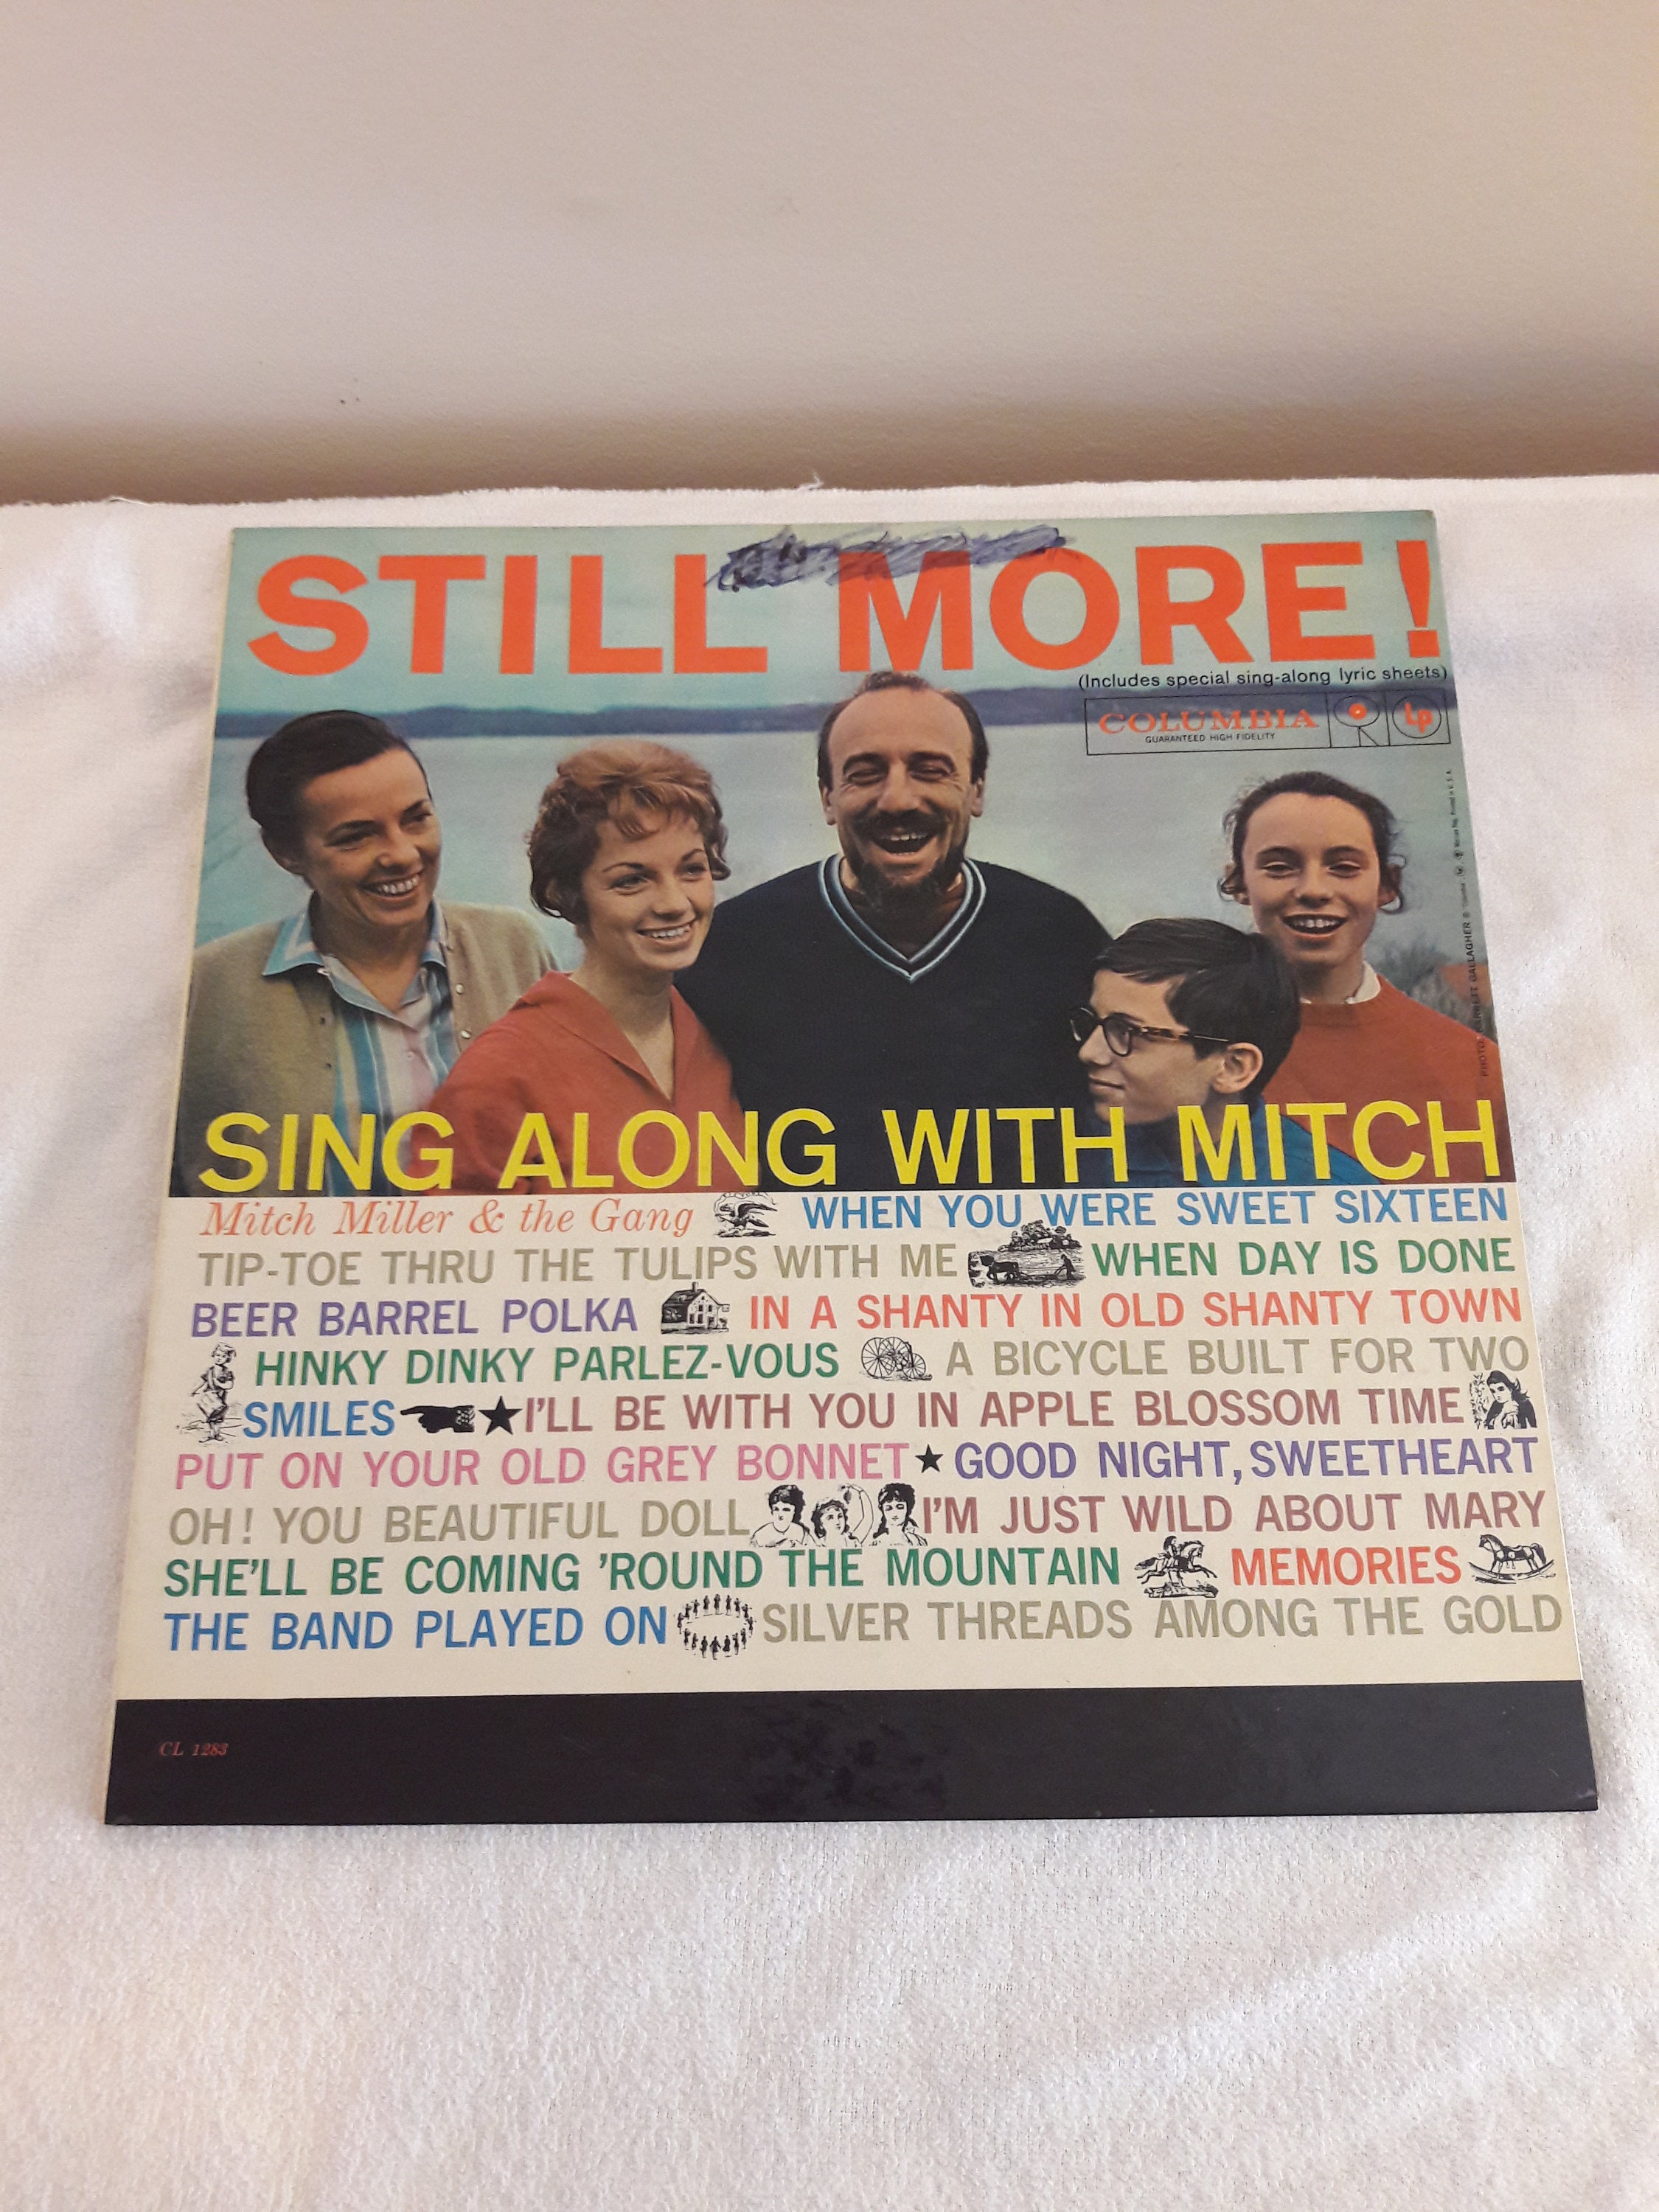 STILL MORE!
(Includes special sing-along lyric sheets)
COLUMBIA Lp
GUARANTEED HIGH FIDELITY
SING ALONG WITH MITCH
Mitch Miller & the Gang WHEN YOU WERE SWEET SIXTEEN
TIP-TOE THRU THE TULIPS WITH ME WHEN DAY IS DONE
BEER BARREL POLKA IN A SHANTY IN OLD SHANTY TOWN
HINKY DINKY PARLEZ-VOUS A BICYCLE BUILT FOR TWO
SMILES I'LL BE WITH YOU IN APPLE BLOSSOM TIME
PUT ON YOUR OLD GREY BONNET GOOD NIGHT, SWEETHEART
OH! YOU BEAUTIFUL DOLL I'M JUST WILD ABOUT MARY
SHE'LL BE COMING 'ROUND THE MOUNTAIN MEMORIES
THE BAND PLAYED ON SILVER THREADS AMONG THE GOLD
CL 1283